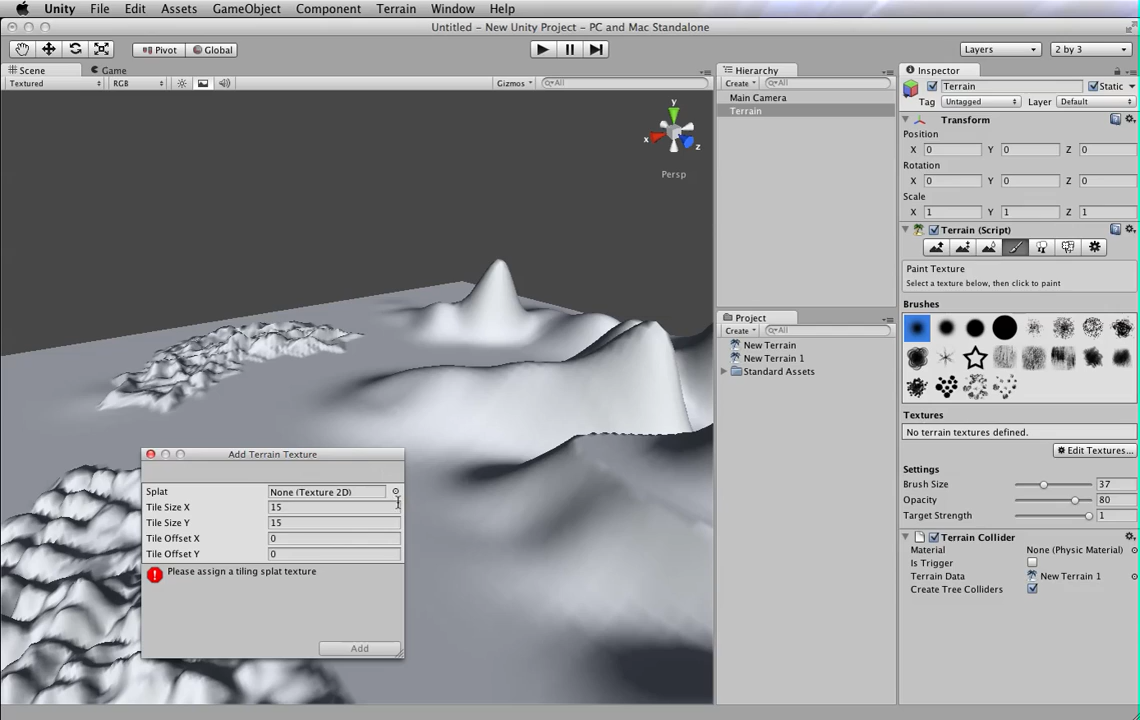 Unity File Edit Assets GameObject Component Terrain Window Help
Untitled - New Unity Project - PC and Mac Standalone
Pivot Global Layers 2 by 3
Scene Game
Textured RGB Gizmos All
y
x
z
Persp
Hierarchy
Create All
Main Camera
Terrain
Project
Create All
New Terrain
New Terrain 1
Standard Assets
Inspector
Terrain Static
Tag Untagged Layer Default
Transform
Position
X 0 Y 0 Z 0
Rotation
X 0 Y 0 Z 0
Scale
X 1 Y 1 Z 1
Terrain (Script)
Paint Texture
Select a texture below, then click to paint
Brushes
Textures
No terrain textures defined.
Edit Textures...
Settings
Brush Size 37
Opacity 80
Target Strength 1
Terrain Collider
Material None (Physic Material)
Is Trigger
Terrain Data New Terrain 1
Create Tree Colliders
Add Terrain Texture
Splat None (Texture 2D)
Tile Size X 15
Tile Size Y 15
Tile Offset X 0
Tile Offset Y 0
Please assign a tiling splat texture
Add